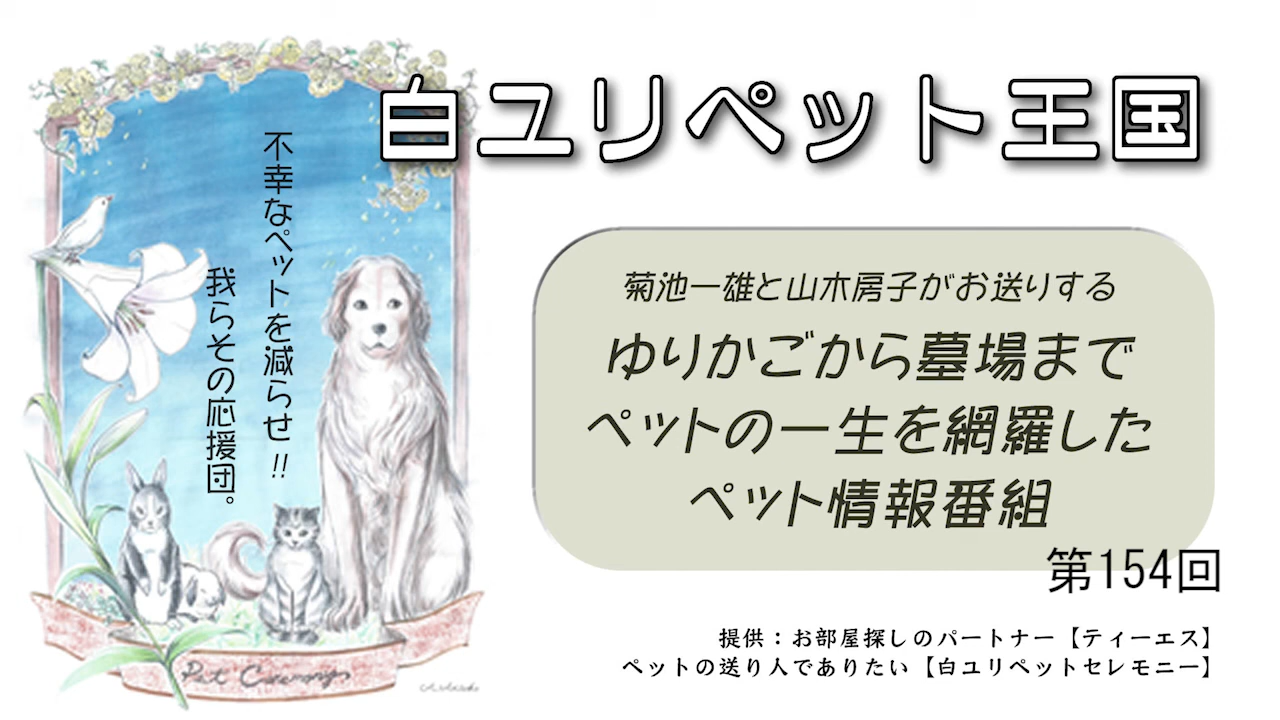 白ユリペット王国
不幸なペットを減らせ!!
我らその応援団。
菊池一雄と山木房子がお送りする
ゆりかごから墓場まで
ペットの一生を網羅した
ペット情報番組
第154回
提供：お部屋探しのパートナー【ティーエス】
ペットの送り人でありたい【白ユリペットセレモニー】